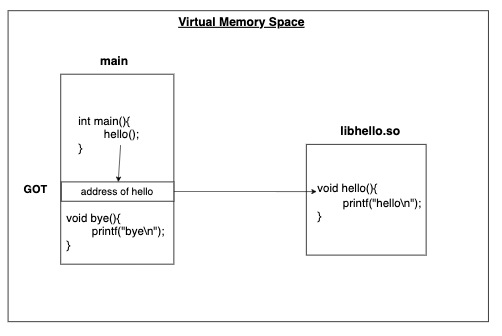 Virtual Memory Space
main
int main(){
hello();
}
libhello.so
GOT
address of hello
void hello(){
printf("hello\n");
}
void bye(){
printf("bye\n");
}